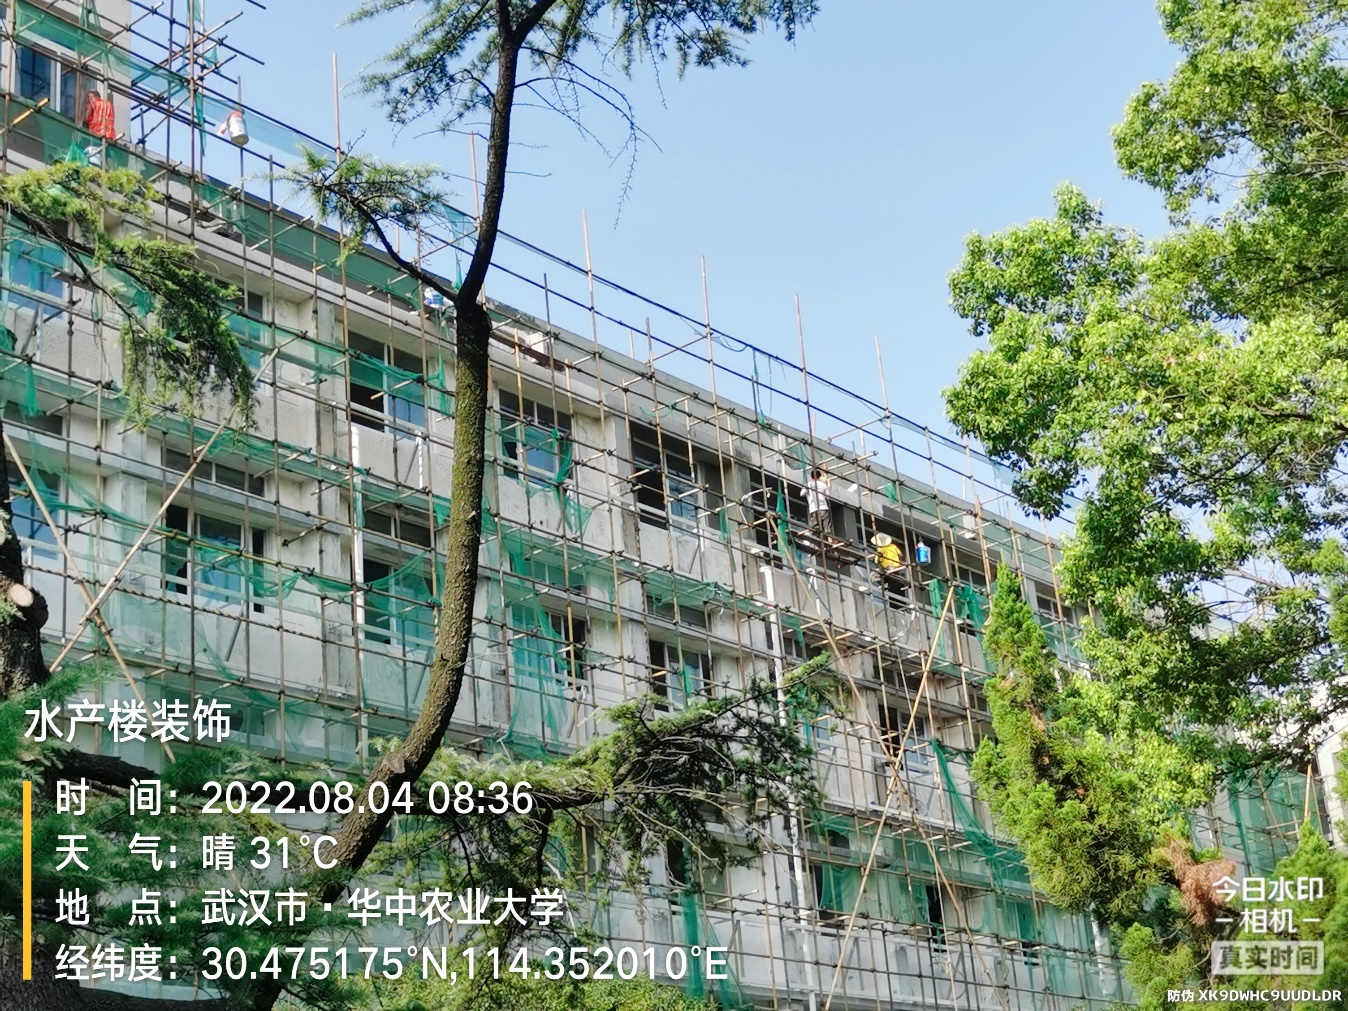 水产楼装饰
时 间：2022.08.04 08:36
天 气：晴 31℃
地 点：武汉市·华中农业大学
经纬度：30.475175°N,114.352010°E
今日水印
相机
真实时间
防伪 XK9DWHC9UUDLDR